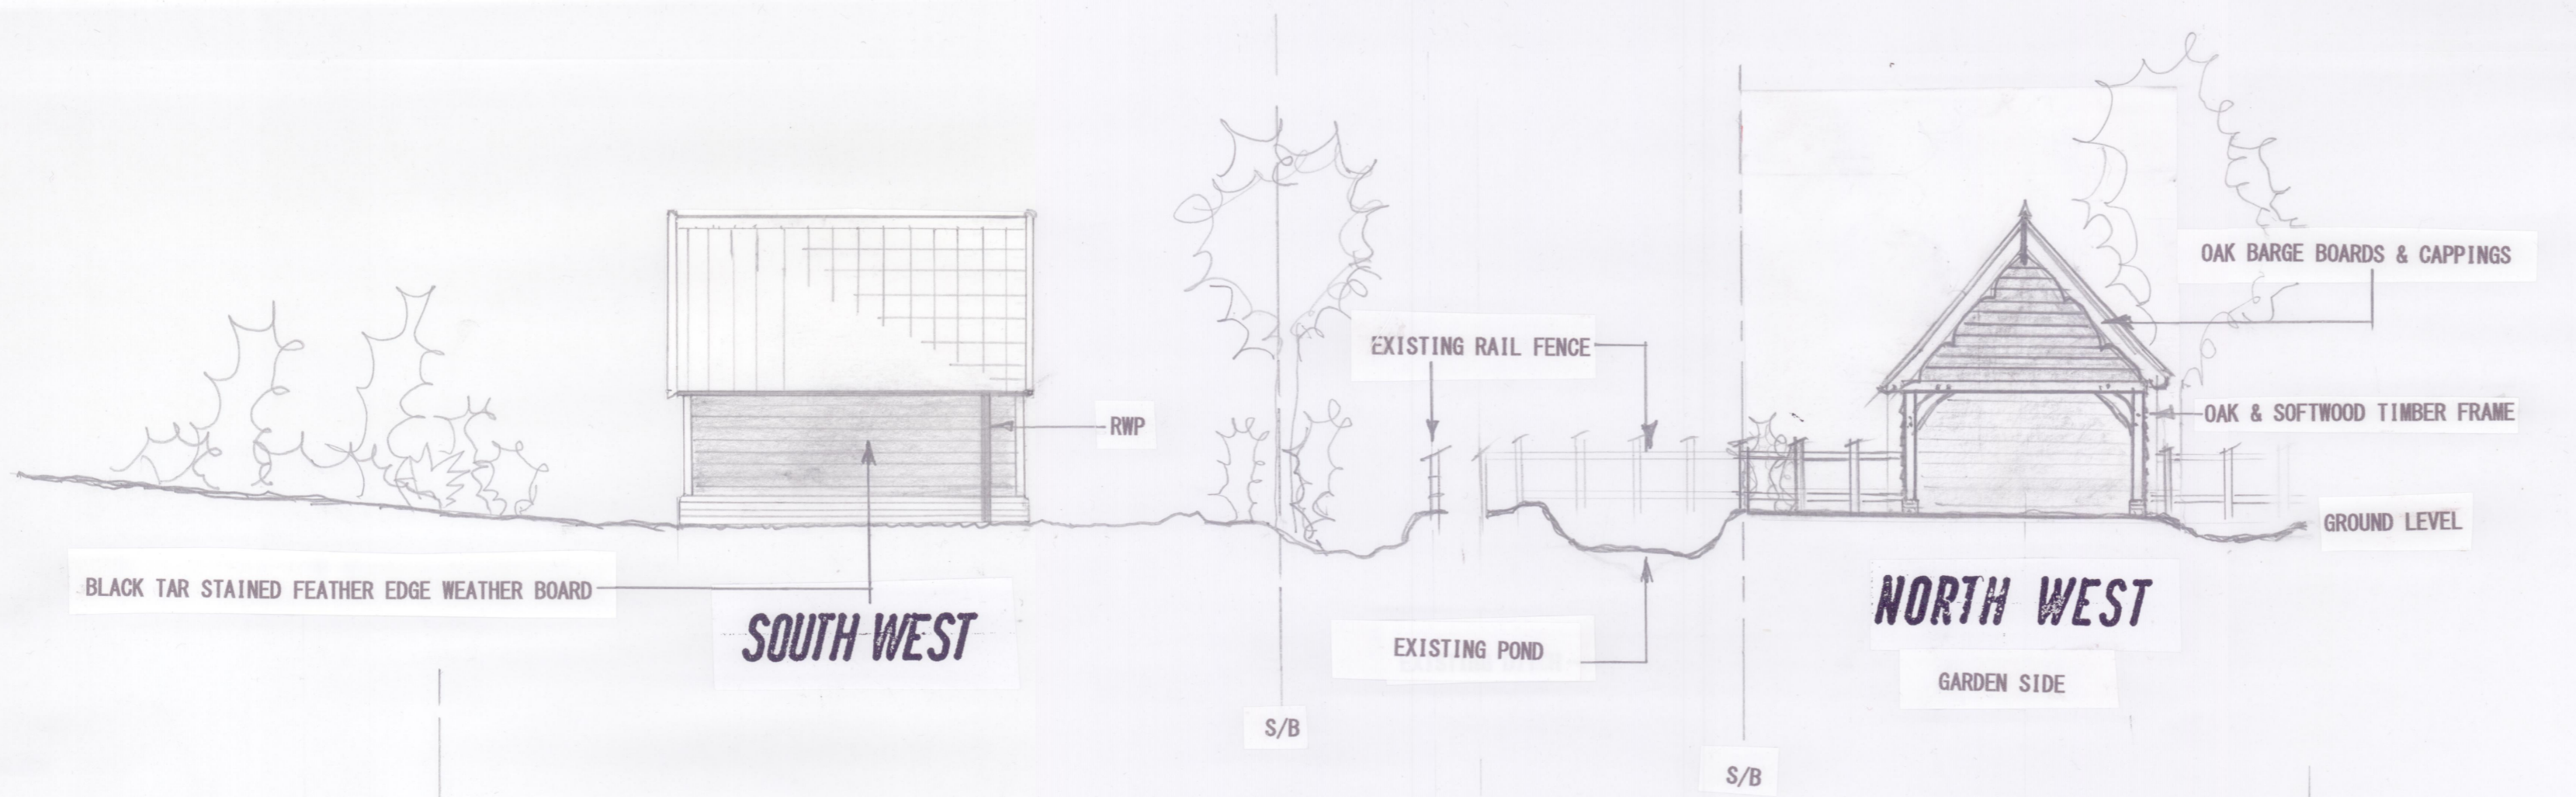 OAK BARGE BOARDS & CAPPINGS
EXISTING RAIL FENCE
OAK & SOFTWOOD TIMBER FRAME
RWP
GROUND LEVEL
BLACK TAR STAINED FEATHER EDGE WEATHER BOARD
SOUTH WEST
NORTH WEST
EXISTING POND
GARDEN SIDE
S/B
S/B